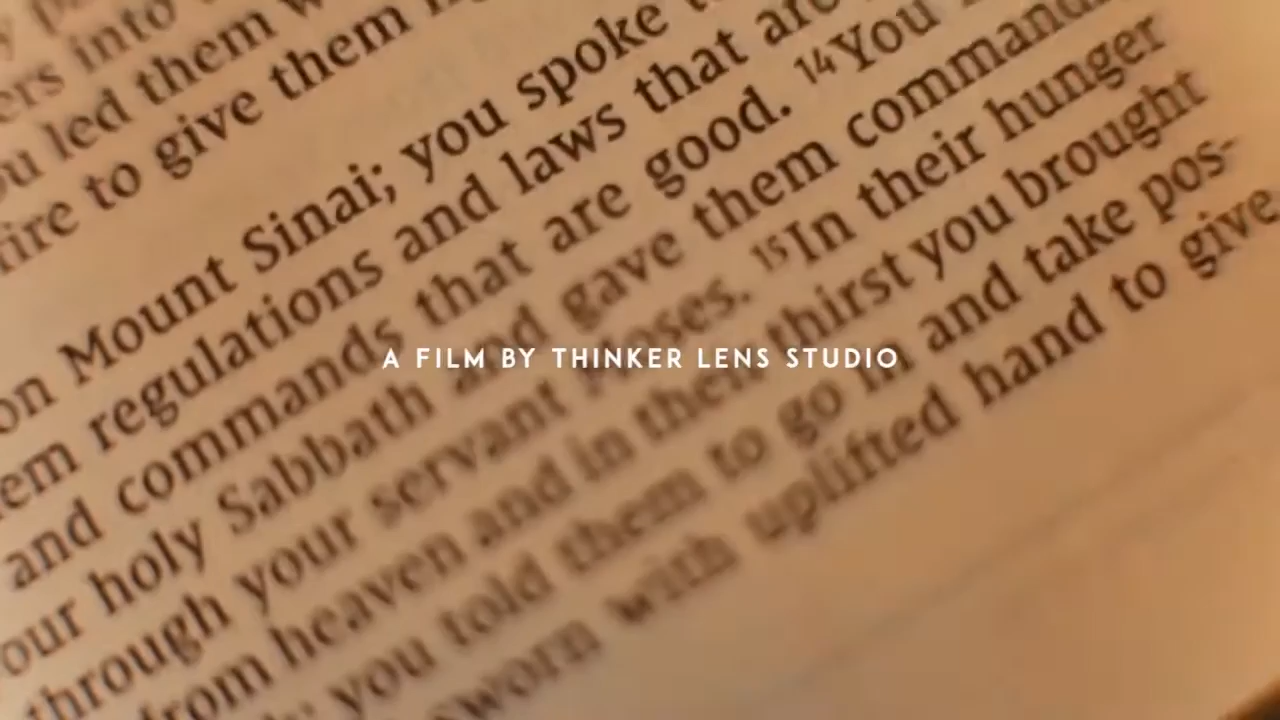 ers into
ou led them
fire to give them
on Mount Sinai; you spoke
em regulations and laws that are
and commands that are good. 14You
our holy Sabbath and gave them command
through your servant Moses. 15In their hunger
from heaven and in their thirst you brought
you told them to go in and take pos-
sworn with uplifted hand to give
A FILM BY THINKER LENS STUDIO